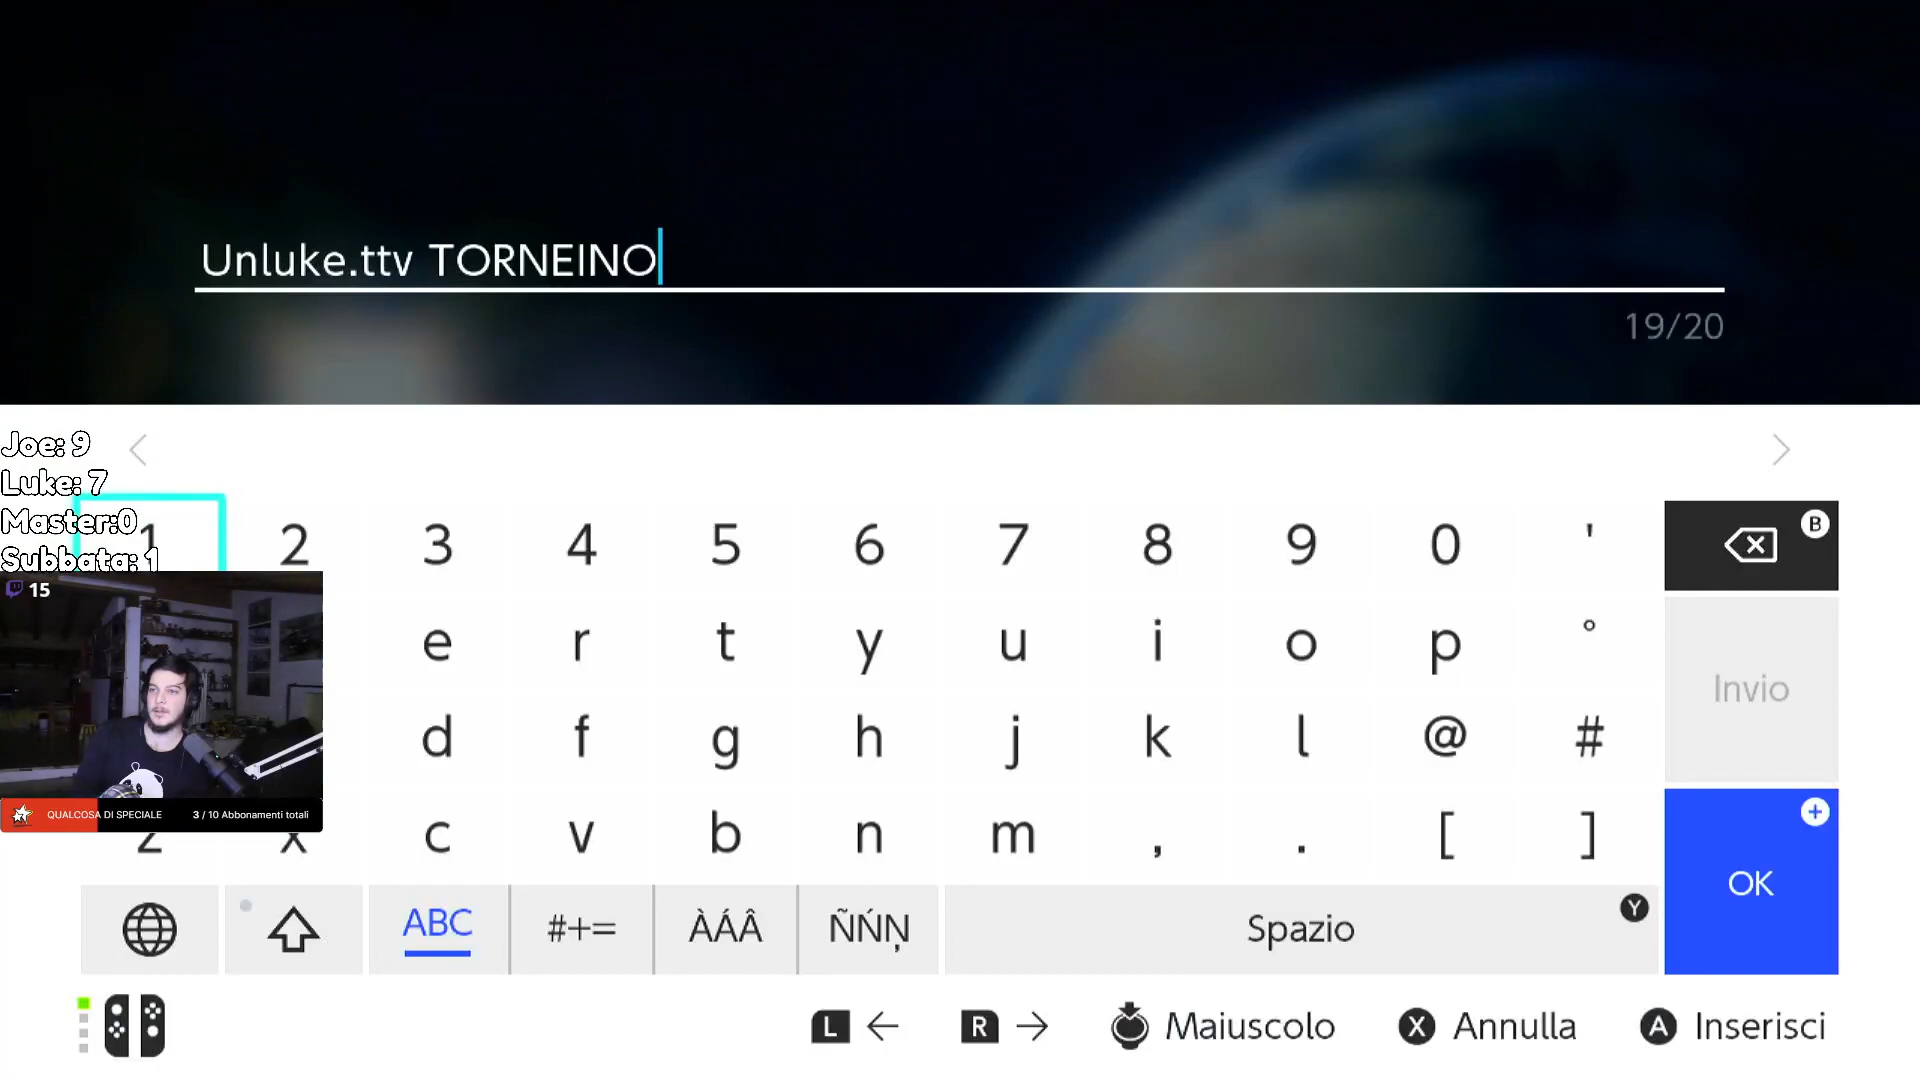 Unluke.ttv TORNEINO
19/20
Joe: 9
Luke: 7
Master:0
Subbata: 1
1 2 3 4 5 6 7 8 9 0 '
B
15
e r t y u i o p °
Invio
d f g h j k l @ #
QUALCOSA DI SPECIALE 3 / 10 Abbonamenti totali
z x c v b n m , . [ ]
OK
ABC #+= ÀÁÂ ÑŃŅ Spazio Y
L ← R → Maiuscolo X Annulla A Inserisci